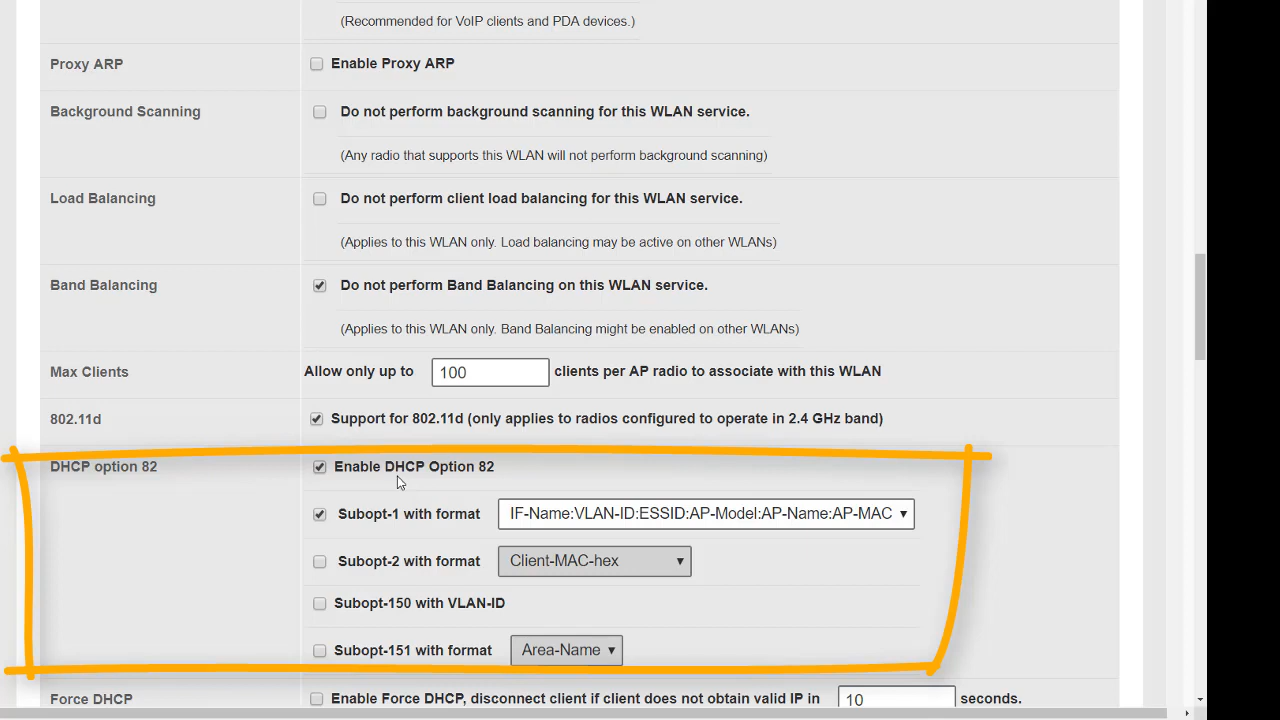 (Recommended for VoIP clients and PDA devices.)
Proxy ARP Enable Proxy ARP
Background Scanning Do not perform background scanning for this WLAN service.
(Any radio that supports this WLAN will not perform background scanning)
Load Balancing Do not perform client load balancing for this WLAN service.
(Applies to this WLAN only. Load balancing may be active on other WLANs)
Band Balancing Do not perform Band Balancing on this WLAN service.
(Applies to this WLAN only. Band Balancing might be enabled on other WLANs)
Max Clients Allow only up to 100 clients per AP radio to associate with this WLAN
802.11d Support for 802.11d (only applies to radios configured to operate in 2.4 GHz band)
DHCP option 82 Enable DHCP Option 82
Subopt-1 with format IF-Name:VLAN-ID:ESSID:AP-Model:AP-Name:AP-MAC
Subopt-2 with format Client-MAC-hex
Subopt-150 with VLAN-ID
Subopt-151 with format Area-Name
Force DHCP Enable Force DHCP, disconnect client if client does not obtain valid IP in 10 seconds.